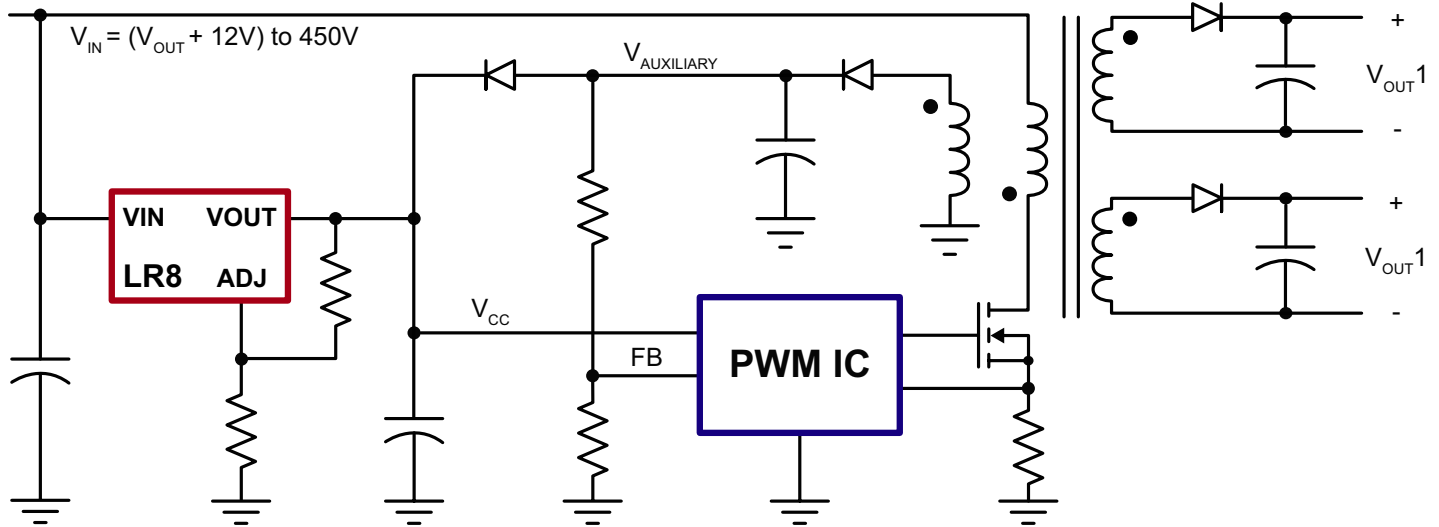 VIN = (VOUT + 12V) to 450V
VAUXILIARY
+
VOUT1
-
VIN VOUT
LR8 ADJ
+
VOUT1
-
VCC
FB
PWM IC